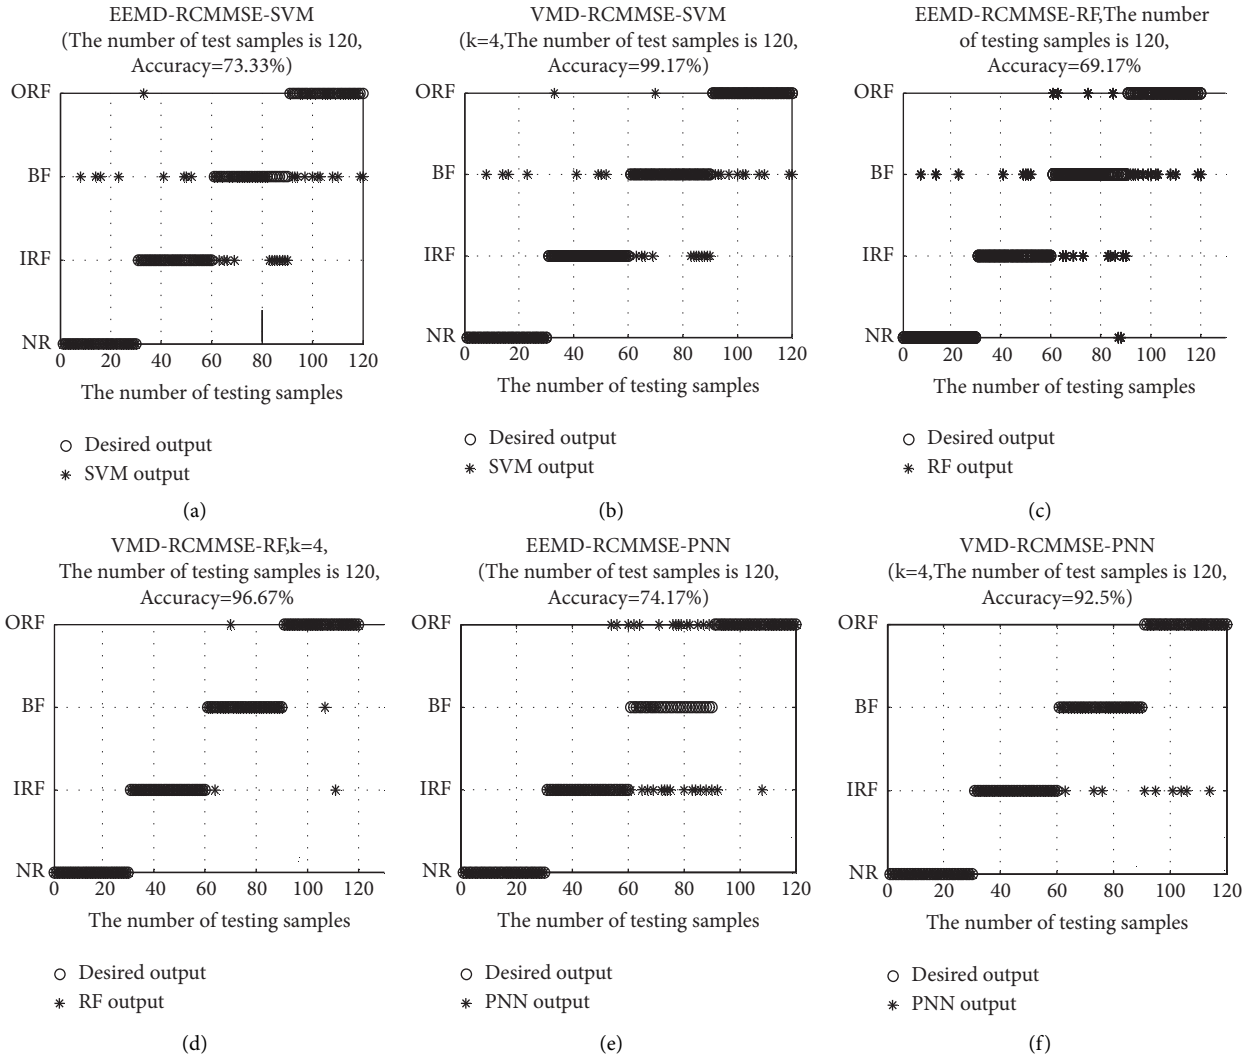 EEMD-RCMMSE-SVM
(The number of test samples is 120,
Accuracy=73.33%)
ORF
BF
IRF
NR
0 20 40 60 80 100 120
The number of testing samples
Desired output
SVM output
(a)
VMD-RCMMSE-SVM
(k=4,The number of test samples is 120,
Accuracy=99.17%)
ORF
BF
IRF
NR
0 20 40 60 80 100 120
The number of testing samples
Desired output
SVM output
(b)
EEMD-RCMMSE-RF,The number
of testing samples is 120,
Accuracy=69.17%
ORF
BF
IRF
NR
0 20 40 60 80 100 120
The number of testing samples
Desired output
RF output
(c)
VMD-RCMMSE-RF,k=4,
The number of testing samples is 120,
Accuracy=96.67%
ORF
BF
IRF
NR
0 20 40 60 80 100 120
The number of testing samples
Desired output
RF output
(d)
EEMD-RCMMSE-PNN
(The number of test samples is 120,
Accuracy=74.17%)
ORF
BF
IRF
NR
0 20 40 60 80 100 120
The number of testing samples
Desired output
PNN output
(e)
VMD-RCMMSE-PNN
(k=4,The number of test samples is 120,
Accuracy=92.5%)
ORF
BF
IRF
NR
0 20 40 60 80 100 120
The number of testing samples
Desired output
PNN output
(f)